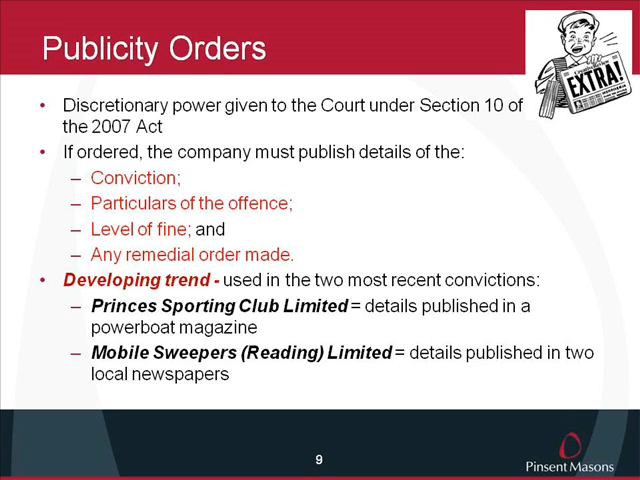 Publicity Orders
EXTRA!
• Discretionary power given to the Court under Section 10 of
the 2007 Act
• If ordered, the company must publish details of the:
– Conviction;
– Particulars of the offence;
– Level of fine; and
– Any remedial order made.
• Developing trend - used in the two most recent convictions:
– Princes Sporting Club Limited = details published in a
powerboat magazine
– Mobile Sweepers (Reading) Limited = details published in two
local newspapers
9
Pinsent Masons